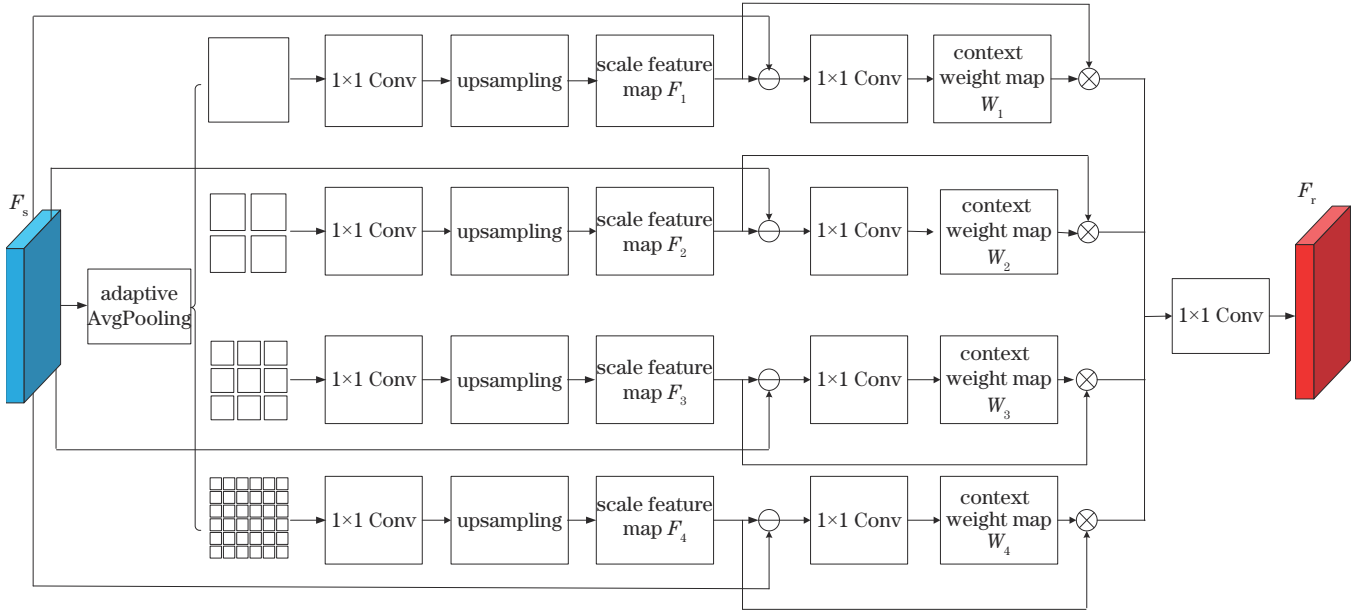 1×1 Conv
upsampling
scale feature
map F₁
1×1 Conv
context
weight map
W₁
Fₛ
1×1 Conv
upsampling
scale feature
map F₂
1×1 Conv
context
weight map
W₂
Fᵣ
adaptive
AvgPooling
1×1 Conv
1×1 Conv
upsampling
scale feature
map F₃
1×1 Conv
context
weight map
W₃
1×1 Conv
upsampling
scale feature
map F₄
1×1 Conv
context
weight map
W₄